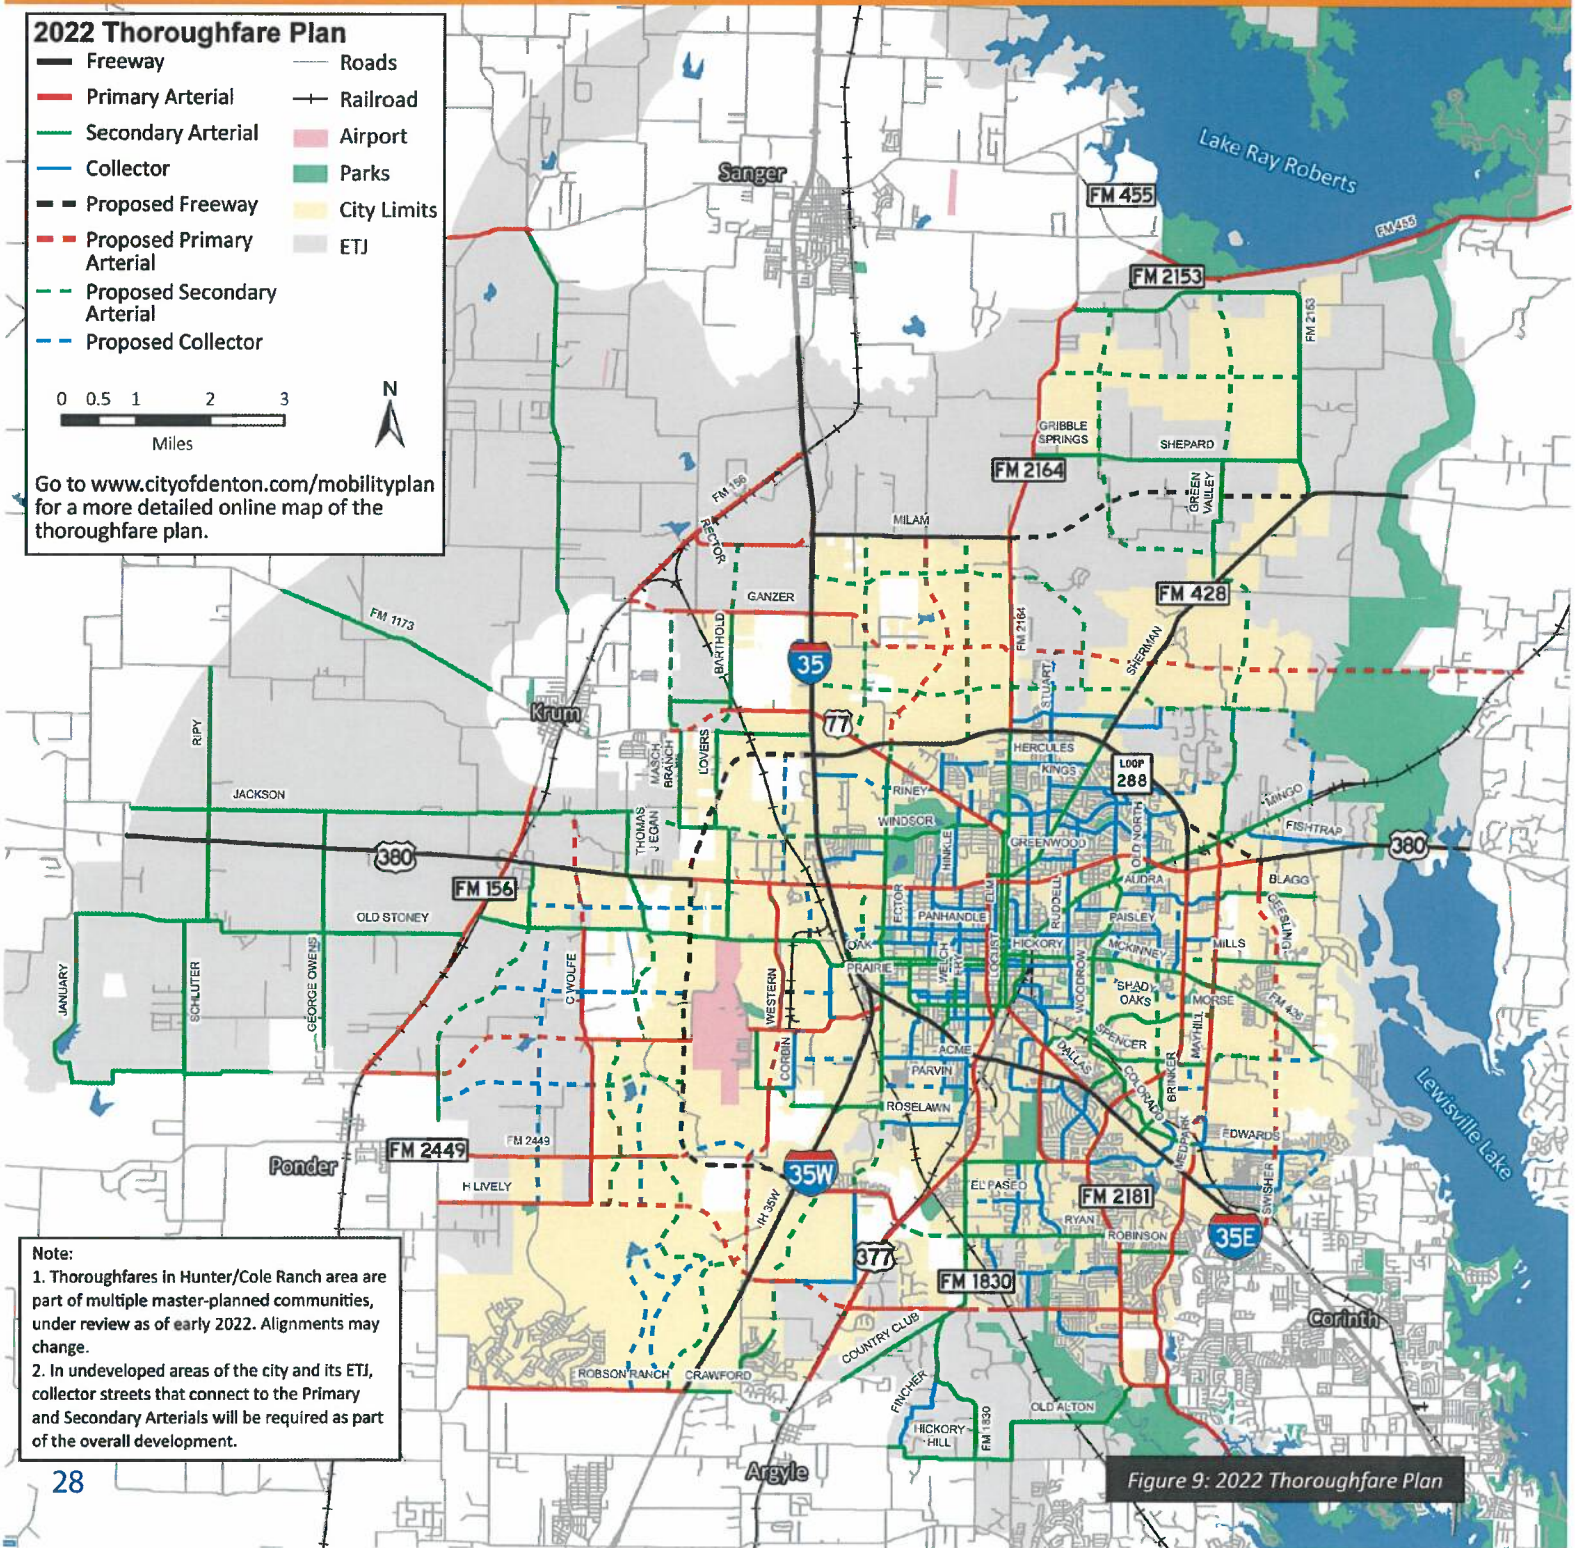 2022 Thoroughfare Plan
Freeway
Primary Arterial
Secondary Arterial
Collector
Proposed Freeway
Proposed Primary
Arterial
Proposed Secondary
Arterial
Proposed Collector
Roads
Railroad
Airport
Parks
City Limits
ETJ
0 0.5 1 2 3
Miles
N
Go to www.cityofdenton.com/mobilityplan
for a more detailed online map of the
thoroughfare plan.
Sanger
Lake Ray Roberts
FM 455
FM 455
FM 2153
FM 2153
GRIBBLE
SPRINGS
SHEPARD
FM 2164
GREEN
VALLEY
FM 156
RECTOR
MILAM
GANZER
FM 428
FM 1173
BARTHOLD
FM 2164
SHERMAN
35
STUART
Krum
77
RIPY
MASCH
BRANCH
LOVERS
HERCULES
KINGS
LOOP
288
JACKSON
RINEY
MINGO
WINDSOR
FISHTRAP
THOMAS
J EGAN
HINKLE
GREENWOOD
OLD NORTH
380
380
FM 156
AUDRA
BLAGG
ECTOR
ELM
RUDDELL
OLD STONEY
PANHANDLE
PAISLEY
GEESLING
OAK
HICKORY
MCKINNEY
MILLS
PRAIRIE
WELCH
FRY
LOCUST
JANUARY
SCHLUTER
GEORGE OWENS
C WOLFE
WESTERN
WOODROW
SHADY
OAKS
MORSE
FM 426
SPENCER
MAYHILL
CORBIN
ACME
DALLAS
PARVIN
COLORADO
BRINKER
ROSELAWN
Lewisville Lake
FM 2449
FM 2449
MEDPARK
EDWARDS
Ponder
35W
H LIVELY
EL PASEO
FM 2181
SWISHER
IH 35W
RYAN
ROBINSON
35E
377
FM 1830
Corinth
COUNTRY CLUB
ROBSON RANCH
CRAWFORD
PINCHER
OLD ALTON
HICKORY
HILL
FM 1830
Argyle
Note:
1. Thoroughfares in Hunter/Cole Ranch area are
part of multiple master-planned communities,
under review as of early 2022. Alignments may
change.
2. In undeveloped areas of the city and its ETJ,
collector streets that connect to the Primary
and Secondary Arterials will be required as part
of the overall development.
28
Figure 9: 2022 Thoroughfare Plan